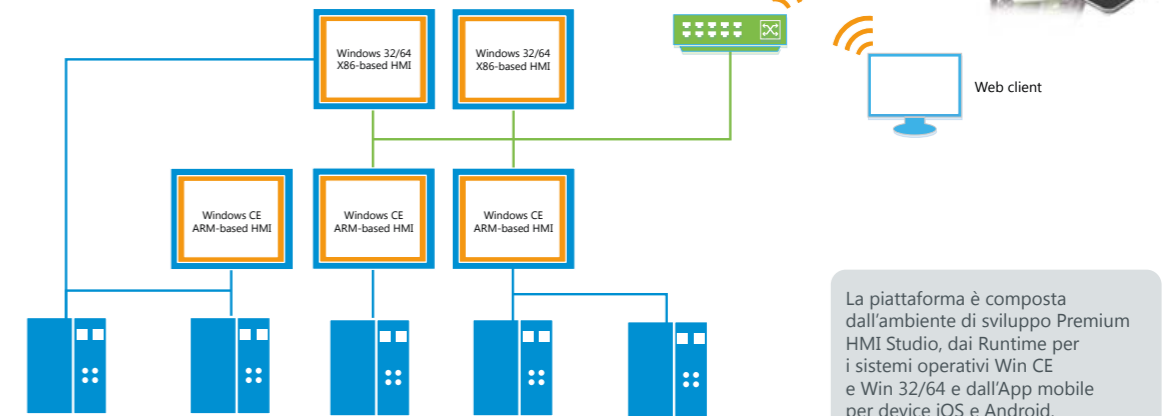 Windows 32/64
X86-based HMI
Windows 32/64
X86-based HMI
Web client
Windows CE
ARM-based HMI
Windows CE
ARM-based HMI
Windows CE
ARM-based HMI
La piattaforma è composta
dall'ambiente di sviluppo Premium
HMI Studio, dai Runtime per
i sistemi operativi Win CE
e Win 32/64 e dall'App mobile
per device iOS e Android.